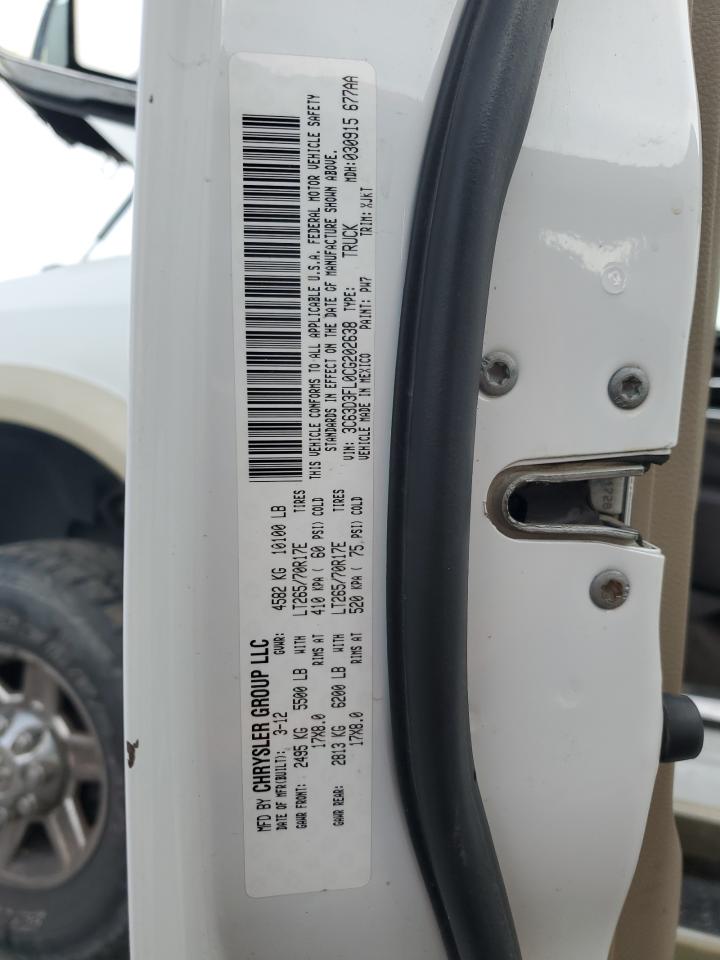 MFD BY CHRYSLER GROUP LLC
DATE OF MFR(BUILT): 3-12 GVWR: 4582 KG 10100 LB
GAWR FRONT: 2495 KG 5500 LB WITH LT265/70R17E TIRES
17X8.0 RIMS AT 410 KPA ( 60 PSI) COLD
GAWR REAR: 2813 KG 6200 LB WITH LT265/70R17E TIRES
17X8.0 RIMS AT 520 KPA ( 75 PSI) COLD
THIS VEHICLE CONFORMS TO ALL APPLICABLE U.S.A. FEDERAL MOTOR VEHICLE SAFETY
STANDARDS IN EFFECT ON THE DATE OF MANUFACTURE SHOWN ABOVE.
VIN: 3C63D3FL0CG202638 TYPE: TRUCK MDH:030915 677AA
VEHICLE MADE IN MEXICO PAINT: PW7 TRIM: XJKT